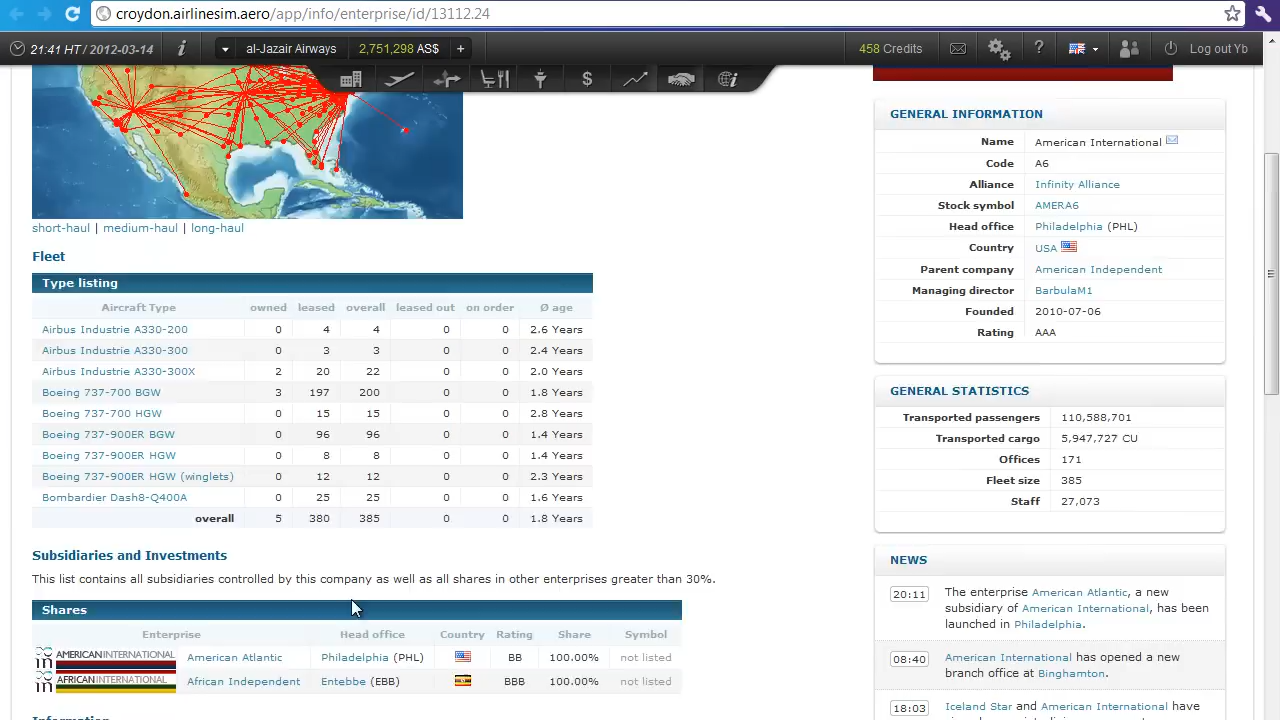 croydon.airlinesim.aero/app/info/enterprise/id/13112.24
21:41 HT / 2012-03-14
al-Jazair Airways
2,751,298 AS$
+
458 Credits
?
Log out Yb
short-haul | medium-haul | long-haul
Fleet
Type listing
Aircraft Type owned leased overall leased out on order Ø age
Airbus Industrie A330-200 0 4 4 0 0 2.6 Years
Airbus Industrie A330-300 0 3 3 0 0 2.4 Years
Airbus Industrie A330-300X 2 20 22 0 0 2.0 Years
Boeing 737-700 BGW 3 197 200 0 0 1.8 Years
Boeing 737-700 HGW 0 15 15 0 0 2.8 Years
Boeing 737-900ER BGW 0 96 96 0 0 1.4 Years
Boeing 737-900ER HGW 0 8 8 0 0 1.4 Years
Boeing 737-900ER HGW (winglets) 0 12 12 0 0 2.3 Years
Bombardier Dash8-Q400A 0 25 25 0 0 1.6 Years
overall 5 380 385 0 0 1.8 Years
Subsidiaries and Investments
This list contains all subsidiaries controlled by this company as well as all shares in other enterprises greater than 30%.
Shares
Enterprise Head office Country Rating Share Symbol
AMERICAN INTERNATIONAL American Atlantic Philadelphia (PHL) BB 100.00% not listed
AFRICAN INTERNATIONAL African Independent Entebbe (EBB) BBB 100.00% not listed
GENERAL INFORMATION
Name American International
Code A6
Alliance Infinity Alliance
Stock symbol AMERA6
Head office Philadelphia (PHL)
Country USA
Parent company American Independent
Managing director BarbulaM1
Founded 2010-07-06
Rating AAA
GENERAL STATISTICS
Transported passengers 110,588,701
Transported cargo 5,947,727 CU
Offices 171
Fleet size 385
Staff 27,073
NEWS
20:11 The enterprise American Atlantic, a new
subsidiary of American International, has been
launched in Philadelphia.
08:40 American International has opened a new
branch office at Binghamton.
18:03 Iceland Star and American International have